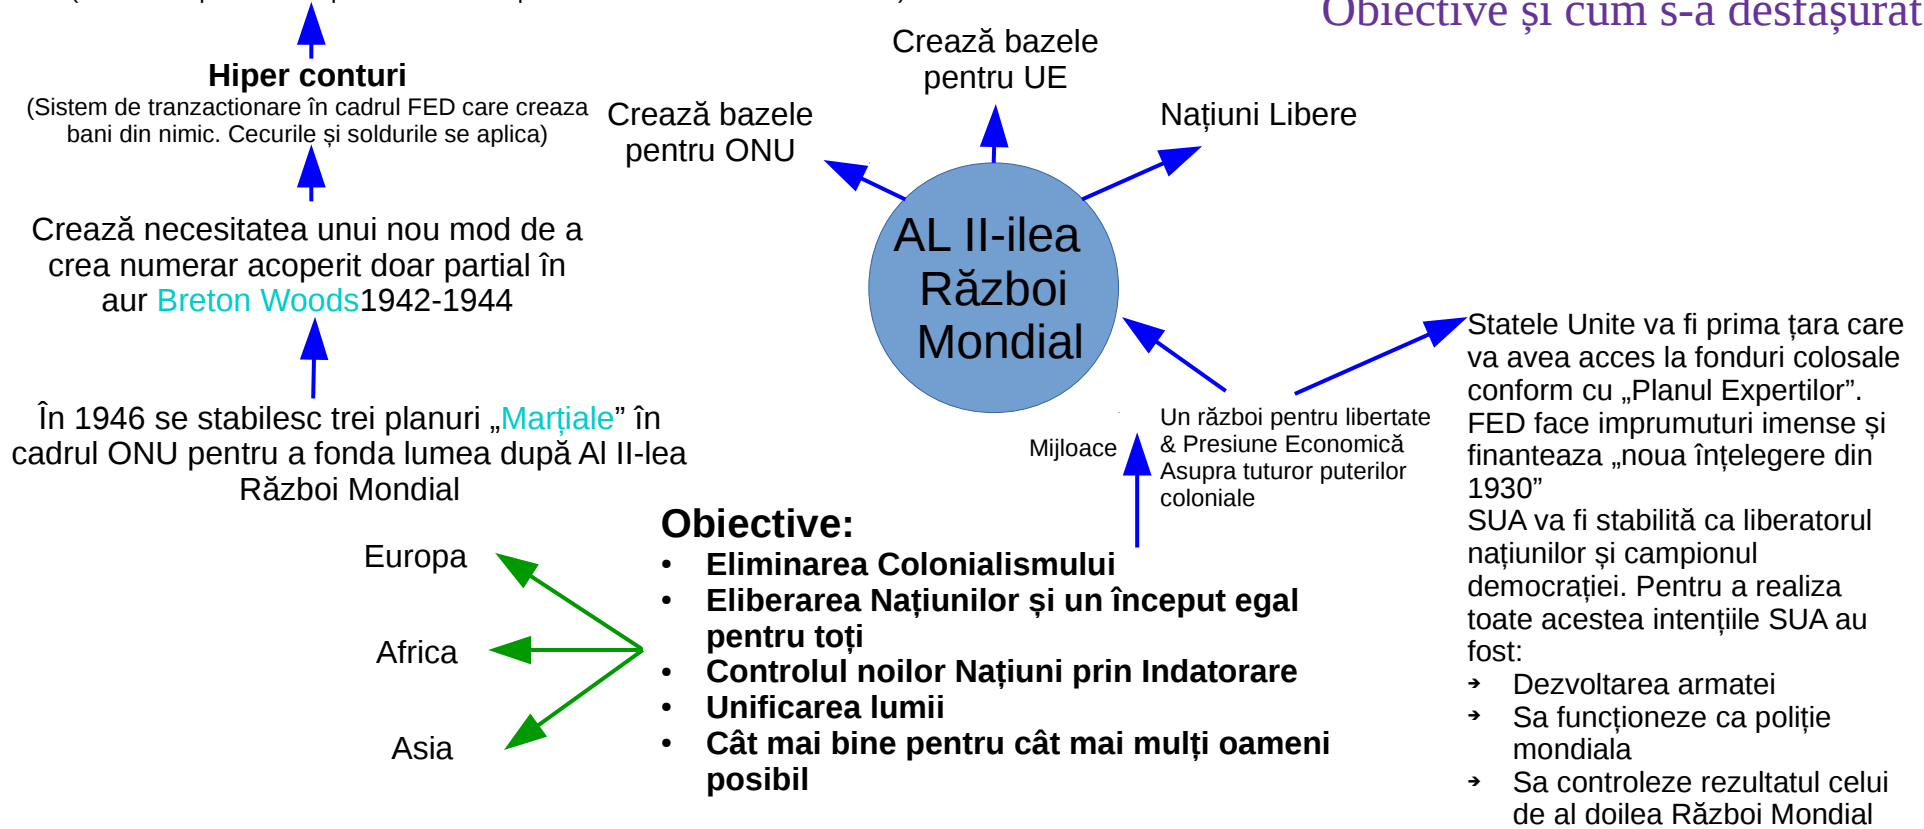 Obiective și cum s-a desfășurat
Hiper conturi
(Sistem de tranzactionare în cadrul FED care creaza
bani din nimic. Cecurile și soldurile se aplica)
Crează necesitatea unui nou mod de a
crea numerar acoperit doar partial în
aur Breton Woods1942-1944
În 1946 se stabilesc trei planuri „Marțiale” în
cadrul ONU pentru a fonda lumea după Al II-lea
Război Mondial
Crează bazele
pentru ONU
Crează bazele
pentru UE
Națiuni Libere
AL II-ilea
Război
Mondial
Mijloace
Un război pentru libertate
& Presiune Economică
Asupra tuturor puterilor
coloniale
Obiective:
• Eliminarea Colonialismului
• Eliberarea Națiunilor și un început egal
pentru toți
• Controlul noilor Națiuni prin Indatorare
• Unificarea lumii
• Cât mai bine pentru cât mai mulți oameni
posibil
Europa
Africa
Asia
Statele Unite va fi prima țara care
va avea acces la fonduri colosale
conform cu „Planul Expertilor”.
FED face imprumuturi imense și
finanteaza „noua înțelegere din
1930”
SUA va fi stabilită ca liberatorul
națiunilor și campionul
democrației. Pentru a realiza
toate acestea intențiile SUA au
fost:
➔ Dezvoltarea armatei
➔ Sa funcționeze ca poliție
mondiala
➔ Sa controleze rezultatul celui
de al doilea Război Mondial